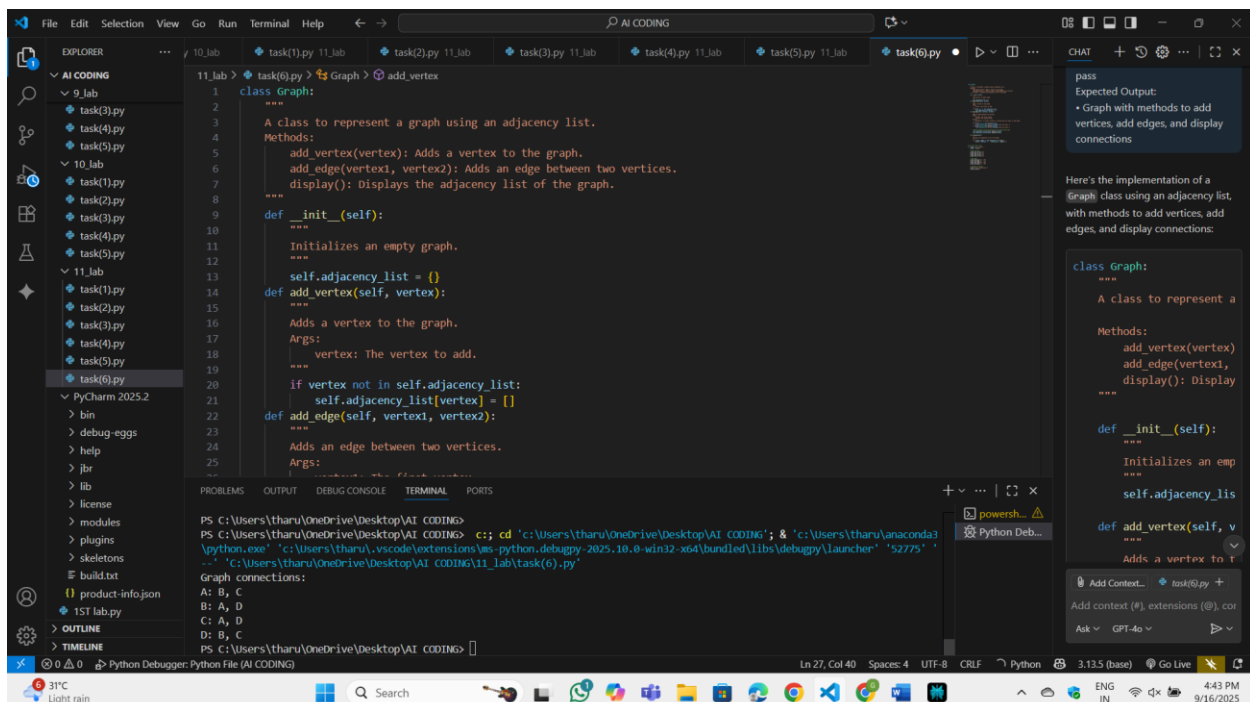 File Edit Selection View Go Run Terminal Help
AI CODING
EXPLORER
AI CODING
9_lab
task(3).py
task(4).py
task(5).py
10_lab
task(1).py
task(2).py
task(3).py
task(4).py
task(5).py
11_lab
task(1).py
task(2).py
task(3).py
task(4).py
task(5).py
task(6).py
PyCharm 2025.2
bin
debug-eggs
help
jbr
lib
license
modules
plugins
skeletons
build.txt
product-info.json
1ST lab.py
OUTLINE
TIMELINE
10_lab task(1).py 11_lab task(2).py 11_lab task(3).py 11_lab task(4).py 11_lab task(5).py 11_lab task(6).py
11_lab > task(6).py > Graph > add_vertex
1 class Graph:
2 """
3 A class to represent a graph using an adjacency list.
4 Methods:
5 add_vertex(vertex): Adds a vertex to the graph.
6 add_edge(vertex1, vertex2): Adds an edge between two vertices.
7 display(): Displays the adjacency list of the graph.
8 """
9 def __init__(self):
10 """
11 Initializes an empty graph.
12 """
13 self.adjacency_list = {}
14 def add_vertex(self, vertex):
15 """
16 Adds a vertex to the graph.
17 Args:
18 vertex: The vertex to add.
19 """
20 if vertex not in self.adjacency_list:
21 self.adjacency_list[vertex] = []
22 def add_edge(self, vertex1, vertex2):
23 """
24 Adds an edge between two vertices.
25 Args:
PROBLEMS OUTPUT DEBUG CONSOLE TERMINAL PORTS
PS C:\Users\tharu\OneDrive\Desktop\AI CODING>
PS C:\Users\tharu\OneDrive\Desktop\AI CODING> c:; cd 'c:\Users\tharu\OneDrive\Desktop\AI CODING'; & 'c:\Users\tharu\anaconda3
\python.exe' 'c:\Users\tharu\.vscode\extensions\ms-python.debugpy-2025.10.0-win32-x64\bundled\libs\debugpy\launcher' '52775' '
--' 'C:\Users\tharu\OneDrive\Desktop\AI CODING\11_lab\task(6).py'
Graph connections:
A: B, C
B: A, D
C: A, D
D: B, C
PS C:\Users\tharu\OneDrive\Desktop\AI CODING>
powersh...
Python Deb...
CHAT
pass
Expected Output:
• Graph with methods to add
vertices, add edges, and display
connections
Here's the implementation of a
Graph class using an adjacency list,
with methods to add vertices, add
edges, and display connections:
class Graph:
"""
A class to represent a
Methods:
add_vertex(vertex)
add_edge(vertex1,
display(): Display
"""
def __init__(self):
"""
Initializes an emp
"""
self.adjacency_lis
def add_vertex(self, v
"""
Adds a vertex to t
Add Context... task(6).py
Add context (#), extensions (@), cor
Ask GPT-4o
0 0 Python Debugger: Python File (AI CODING)
Ln 27, Col 40 Spaces: 4 UTF-8 CRLF Python 3.13.5 (base) Go Live
6 31°C
Light rain
Search
ENG
IN
4:43 PM
9/16/2025